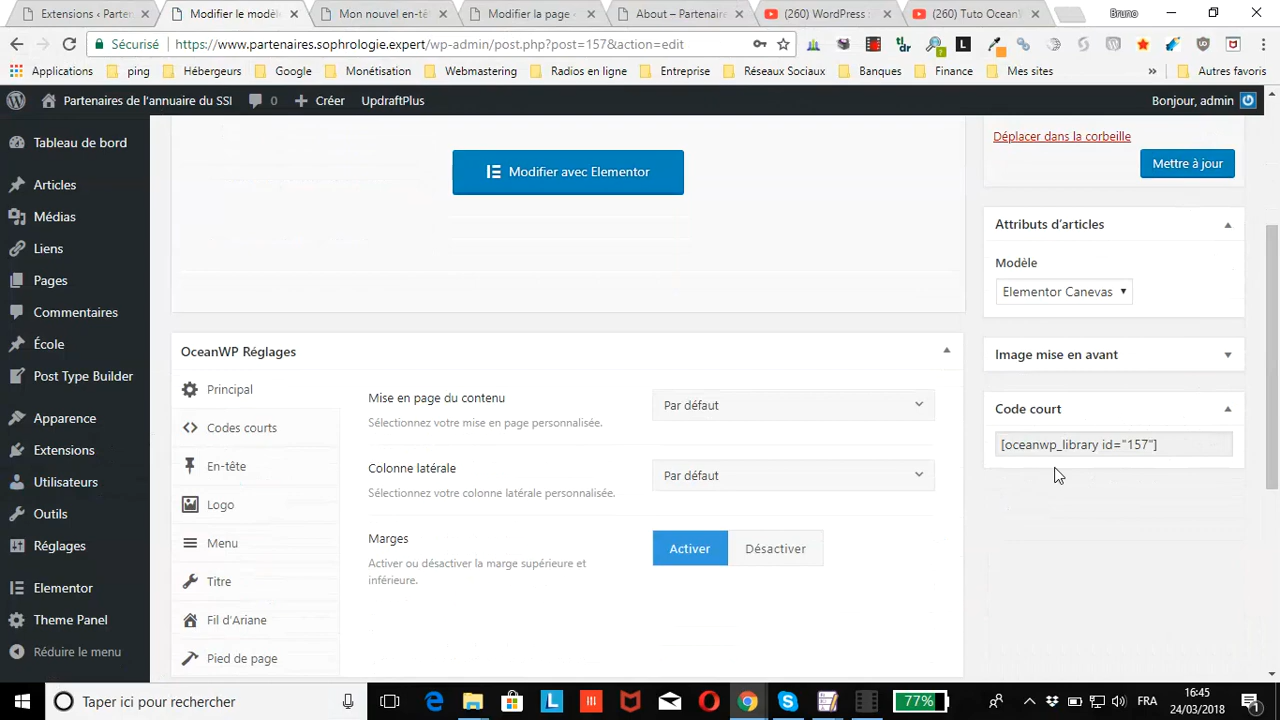 Extensions ‹ Parten
Modifier le modèl
Mon nouvel en-tê
Modifier la page ‹
About – Partenaire
(260) WordPress
(260) Tuto OceanW
Bruno
Sécurisé
https://www.partenaires.sophrologie.expert/wp-admin/post.php?post=157&action=edit
Applications
ping
Hébergeurs
Google
Monétisation
Webmastering
Radios en ligne
Entreprise
Réseaux Sociaux
Banques
Finance
Mes sites
»
Autres favoris
Partenaires de l'annuaire du SSI
0
Créer
UpdraftPlus
Bonjour, admin
Tableau de bord
Articles
Médias
Liens
Pages
Commentaires
École
Post Type Builder
Apparence
Extensions
Utilisateurs
Outils
Réglages
Elementor
Theme Panel
Réduire le menu
Modifier avec Elementor
OceanWP Réglages
Principal
Codes courts
En-tête
Logo
Menu
Titre
Fil d'Ariane
Pied de page
Mise en page du contenu
Sélectionnez votre mise en page personnalisée.
Par défaut
Colonne latérale
Sélectionnez votre colonne latérale personnalisée.
Par défaut
Marges
Activer ou désactiver la marge supérieure et
inférieure.
Activer
Désactiver
Déplacer dans la corbeille
Mettre à jour
Attributs d'articles
Modèle
Elementor Canevas
Image mise en avant
Code court
[oceanwp_library id="157"]
Taper ici pour rechercher
77%
FRA
16:45
24/03/2018